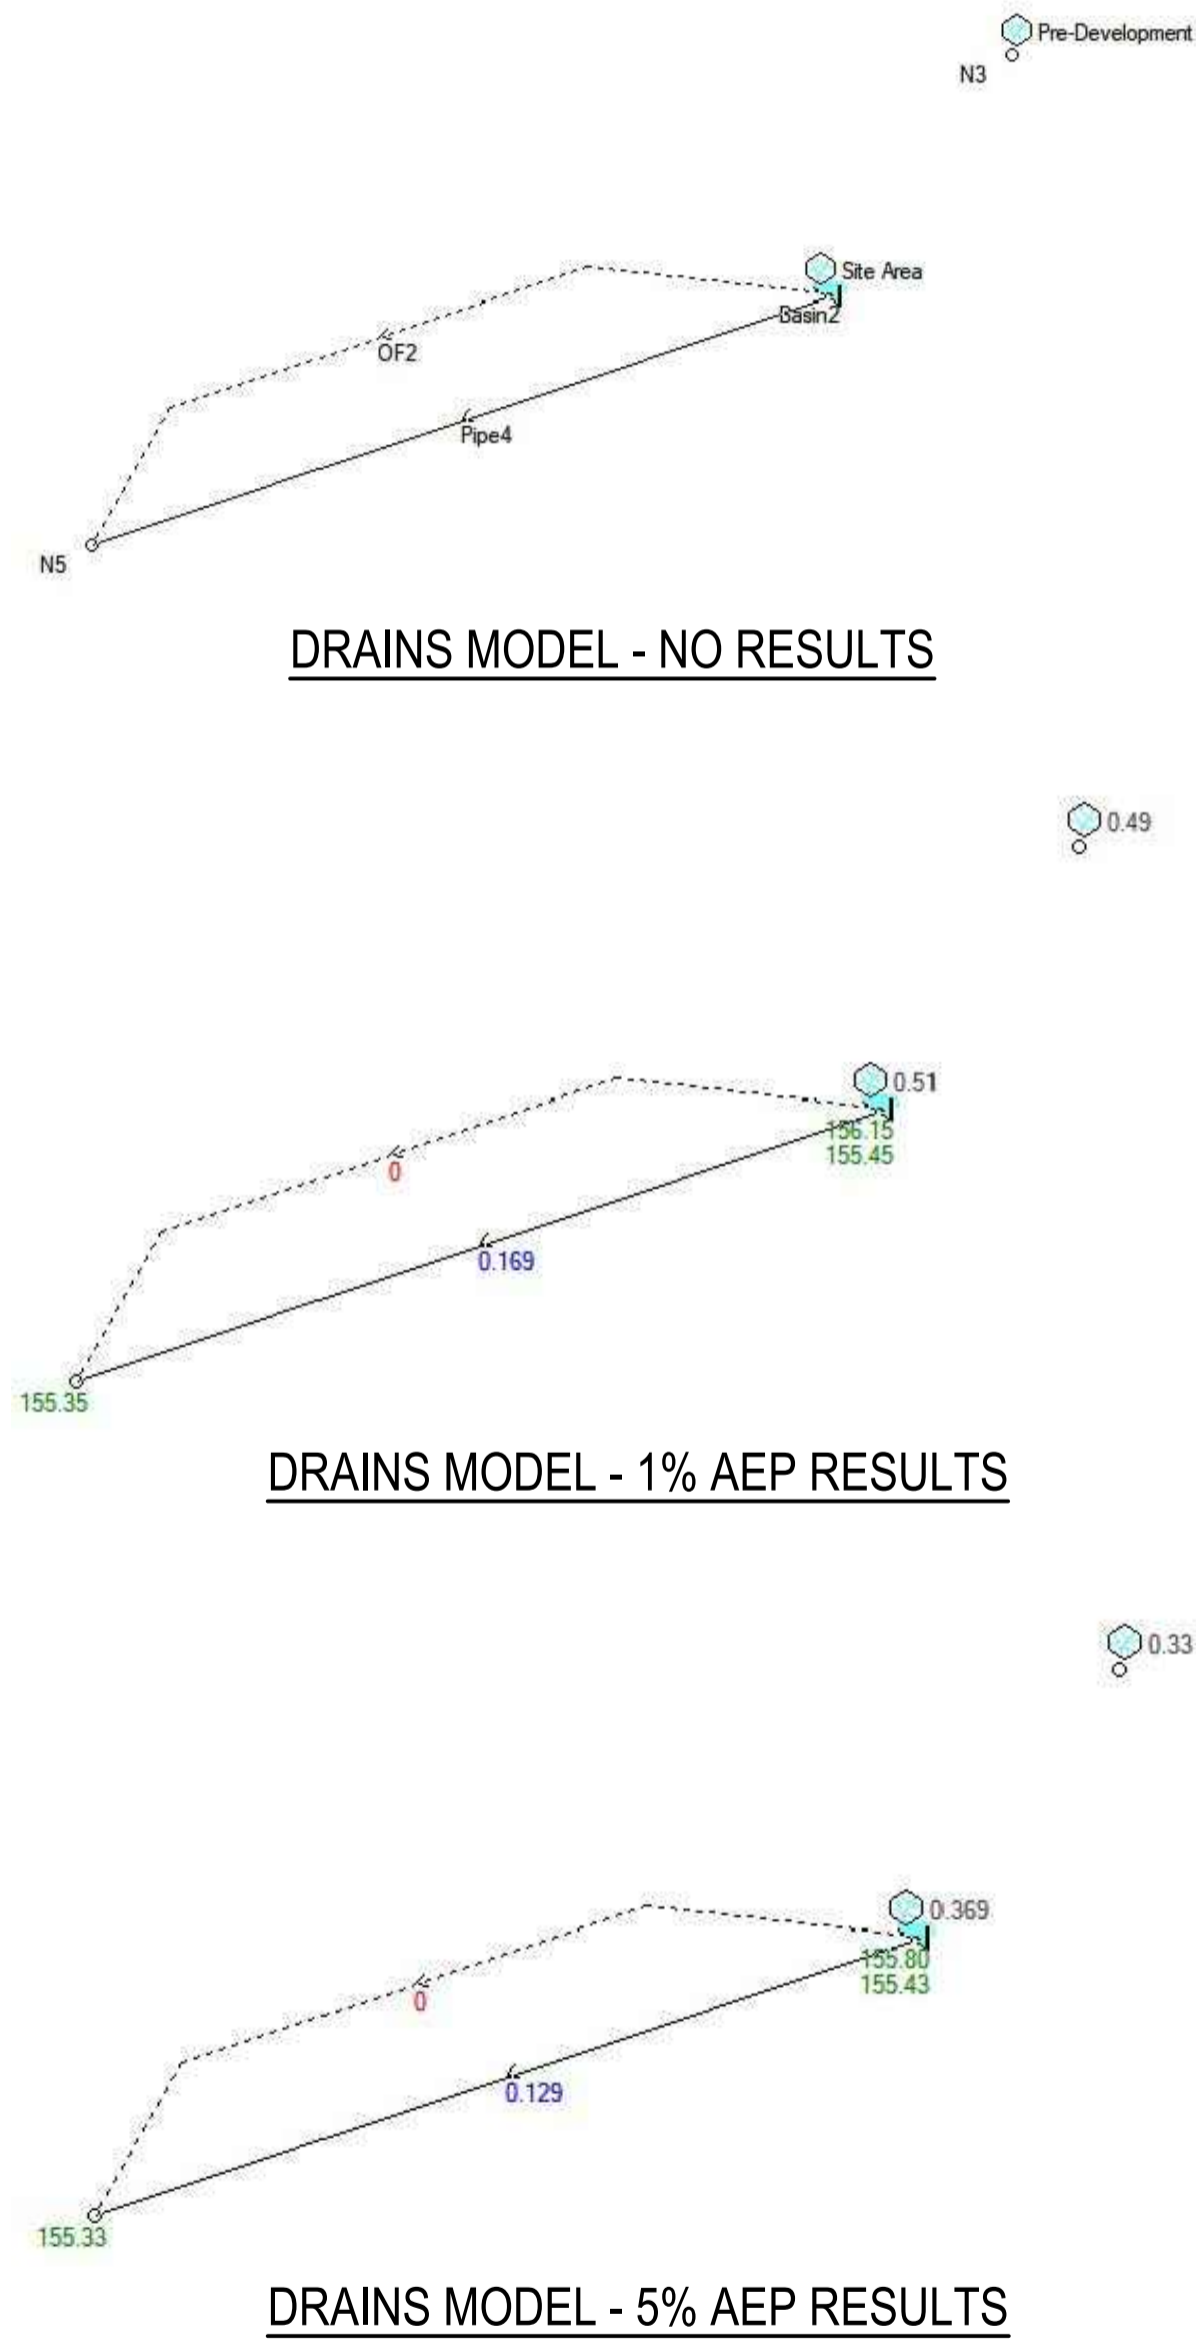 Pre-Development
N3
Site Area
Basin2
OF2
Pipe4
N5
DRAINS MODEL - NO RESULTS
0.49
0.51
156.15
155.45
0
0.169
155.35
DRAINS MODEL - 1% AEP RESULTS
0.33
0.369
155.80
155.43
0
0.129
155.33
DRAINS MODEL - 5% AEP RESULTS